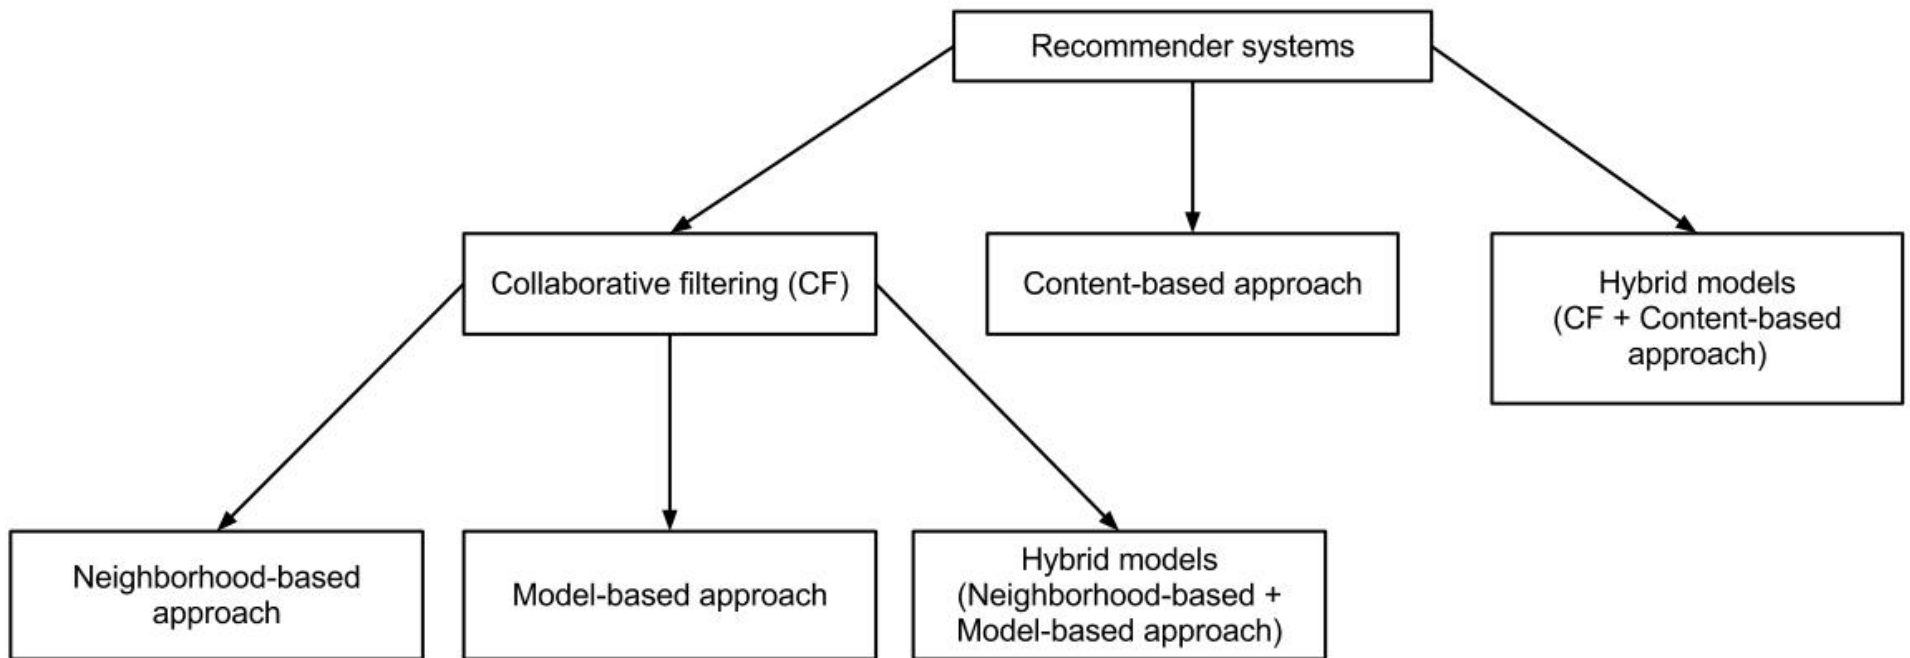 Recommender systems
Collaborative filtering (CF)
Content-based approach
Hybrid models
(CF + Content-based
approach)
Neighborhood-based
approach
Model-based approach
Hybrid models
(Neighborhood-based +
Model-based approach)